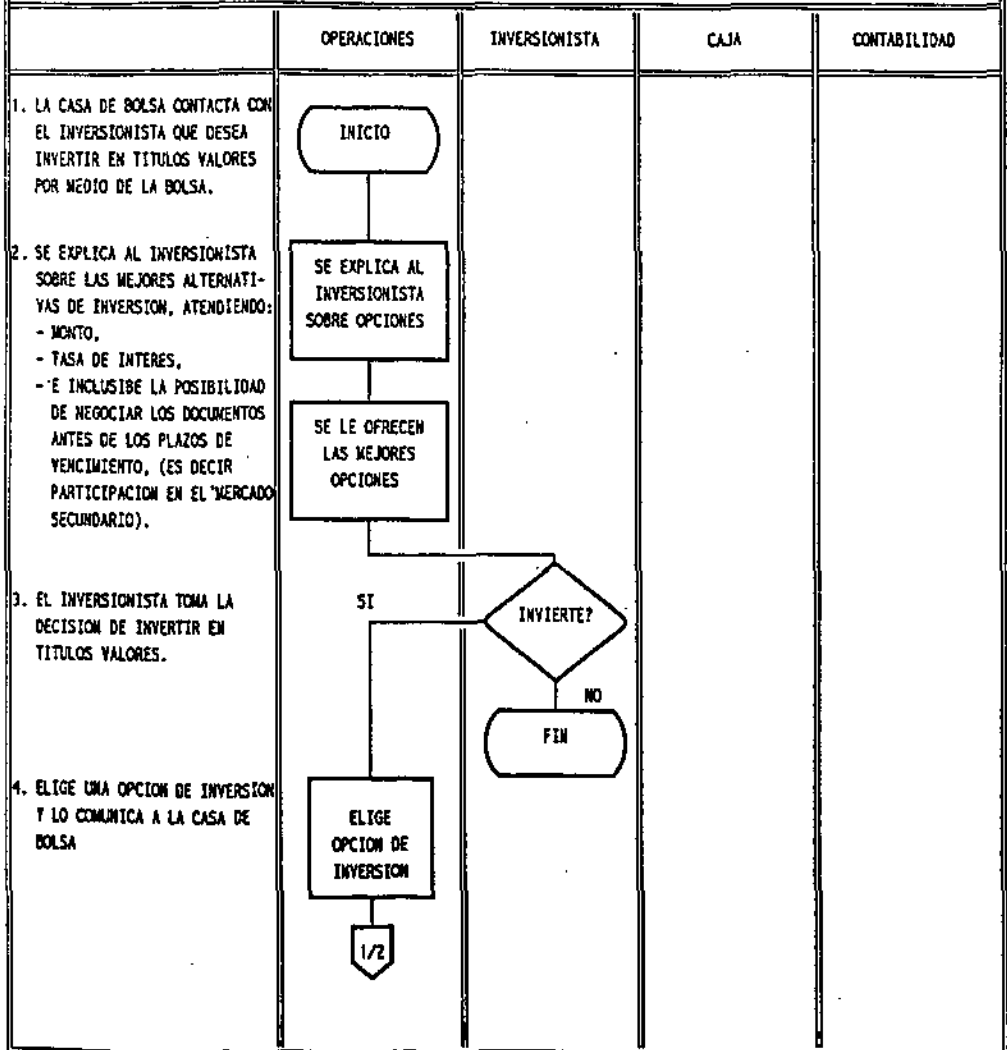 OPERACIONES
INVERSIONISTA
CAJA
CONTABILIDAD
1. LA CASA DE BOLSA CONTACTA CON
EL INVERSIONISTA QUE DESEA
INVERTIR EN TITULOS VALORES
POR MEDIO DE LA BOLSA.
INICIO
2. SE EXPLICA AL INVERSIONISTA
SOBRE LAS MEJORES ALTERNATI-
VAS DE INVERSION, ATENDIENDO:
- MONTO,
- TASA DE INTERES,
- E INCLUSIBE LA POSIBILIDAD
DE NEGOCIAR LOS DOCUMENTOS
ANTES DE LOS PLAZOS DE
VENCIMIENTO, (ES DECIR
PARTICIPACION EN EL MERCADO
SECUNDARIO).
SE EXPLICA AL
INVERSIONISTA
SOBRE OPCIONES
SE LE OFRECEN
LAS MEJORES
OPCIONES
3. EL INVERSIONISTA TOMA LA
DECISION DE INVERTIR EN
TITULOS VALORES.
SI
INVIERTE?
NO
FIN
4. ELIGE UNA OPCION DE INVERSION
Y LO COMUNICA A LA CASA DE
BOLSA
ELIGE
OPCION DE
INVERSION
1/2